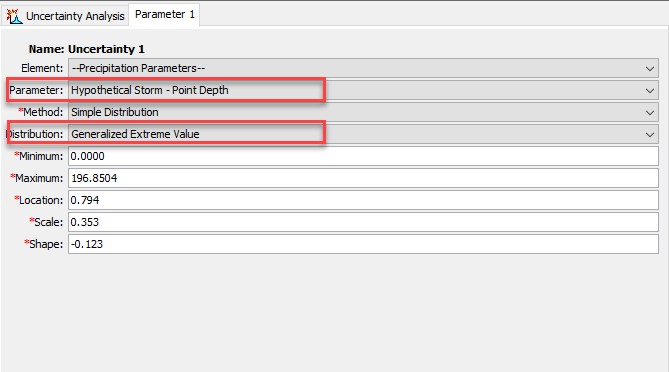 Uncertainty Analysis Parameter 1
Name: Uncertainty 1
Element: --Precipitation Parameters--
Parameter: Hypothetical Storm - Point Depth
*Method: Simple Distribution
Distribution: Generalized Extreme Value
*Minimum: 0.0000
*Maximum: 196.8504
*Location: 0.794
*Scale: 0.353
*Shape: -0.123